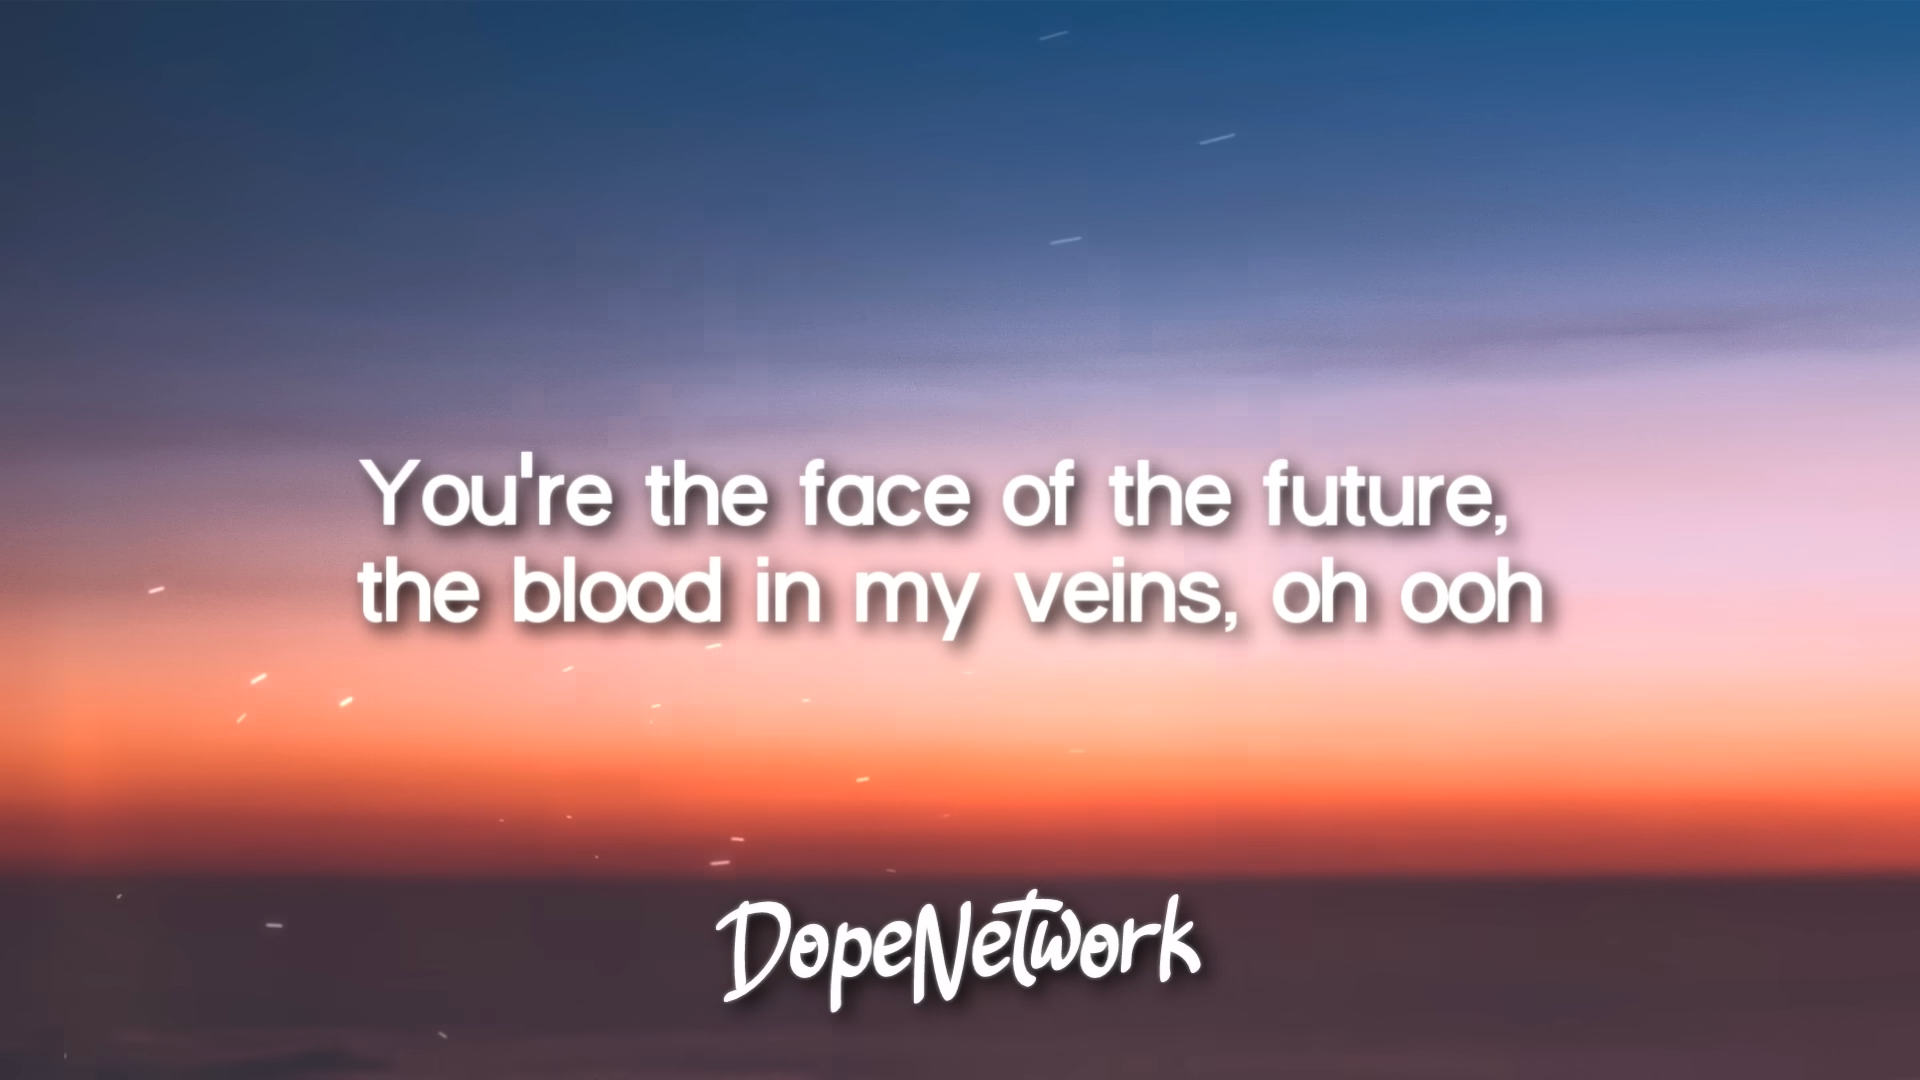 You're the face of the future,
the blood in my veins, oh ooh
DopeNetwork